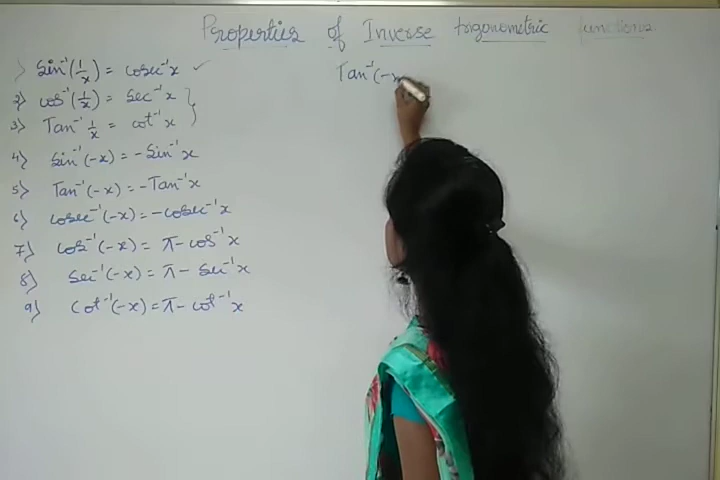 Properties of Inverse trigonometric functions
1) Sin⁻¹(1/x) = cosec⁻¹x ✓
2) cos⁻¹(1/x) = Sec⁻¹x
3) Tan⁻¹ 1/x = cot⁻¹x
4) Sin⁻¹(-x) = -Sin⁻¹x
5) Tan⁻¹(-x) = -Tan⁻¹x
6) cosec⁻¹(-x) = -cosec⁻¹x
7) cos⁻¹(-x) = π - cos⁻¹x
8) Sec⁻¹(-x) = π - Sec⁻¹x
9) Cot⁻¹(-x) = π - cot⁻¹x
Tan⁻¹(-x